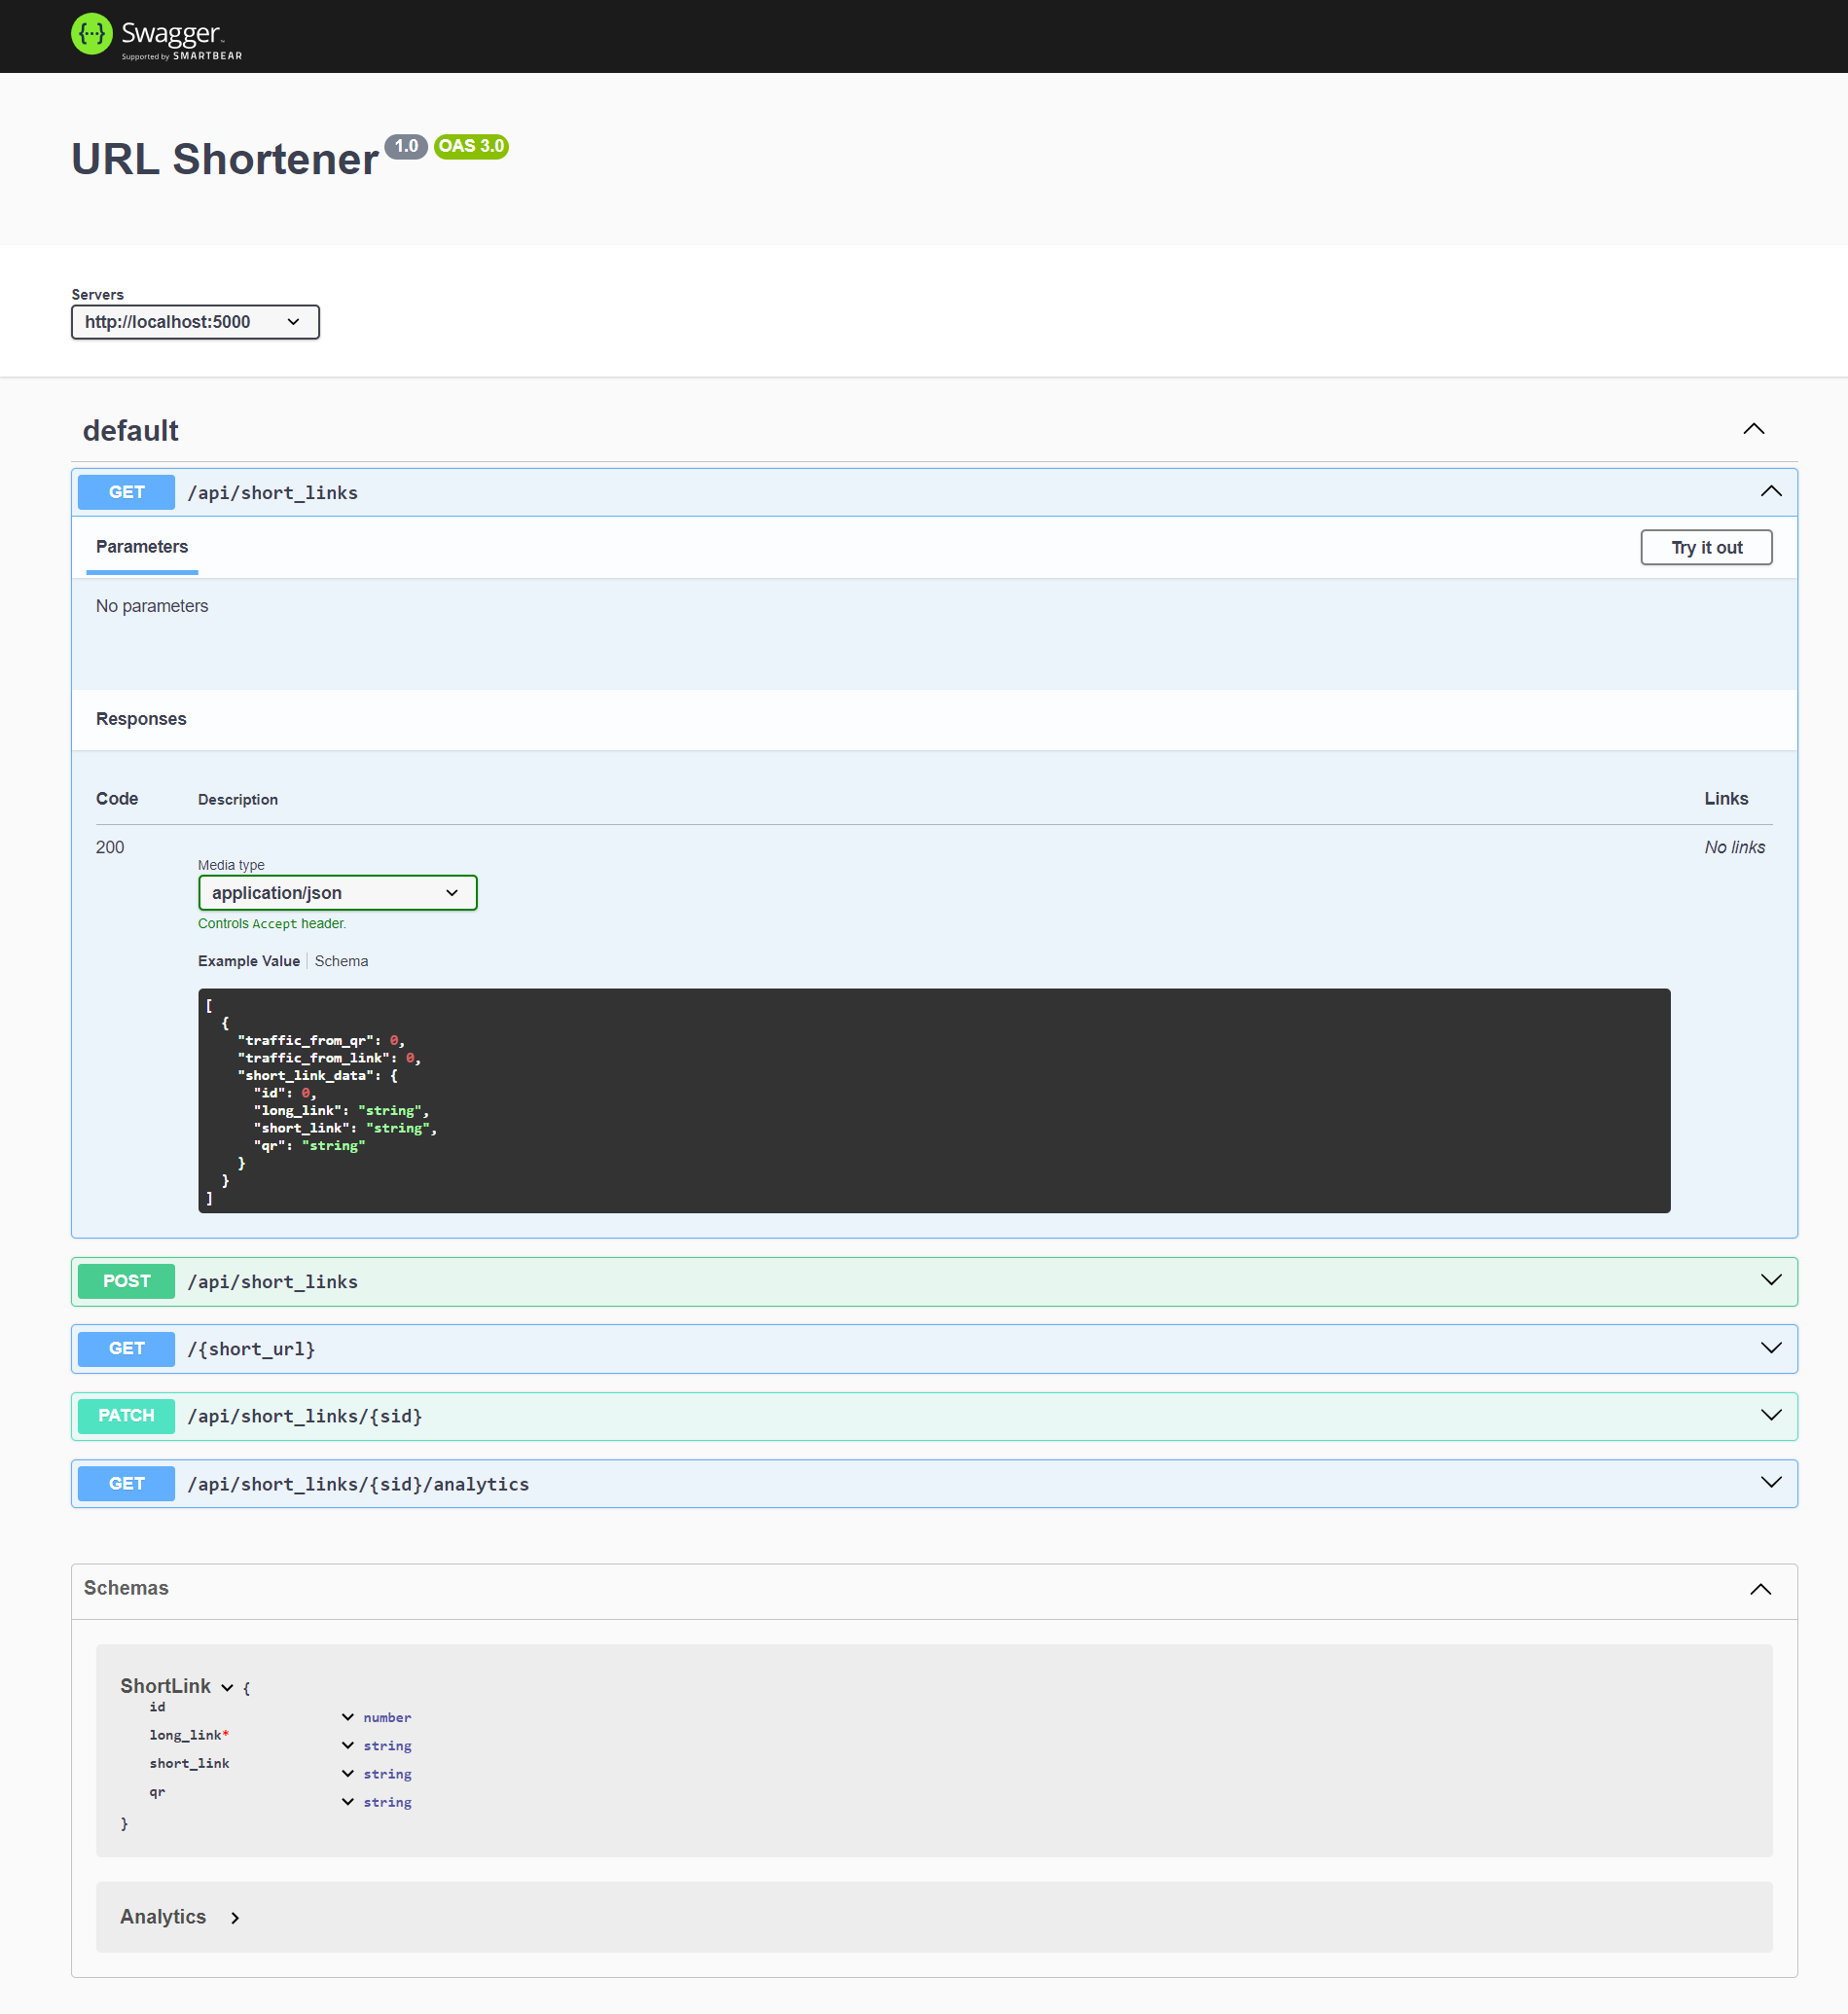 Swagger™
Supported by SMARTBEAR
URL Shortener 1.0 OAS 3.0
Servers
http://localhost:5000
default
GET /api/short_links
Parameters
Try it out
No parameters
Responses
Code Description Links
200 No links
Media type
application/json
Controls Accept header.
Example Value Schema
[
  {
    "traffic_from_qr": 0,
    "traffic_from_link": 0,
    "short_link_data": {
      "id": 0,
      "long_link": "string",
      "short_link": "string",
      "qr": "string"
    }
  }
]
POST /api/short_links
GET /{short_url}
PATCH /api/short_links/{sid}
GET /api/short_links/{sid}/analytics
Schemas
ShortLink {
id number
long_link* string
short_link string
qr string
}
Analytics